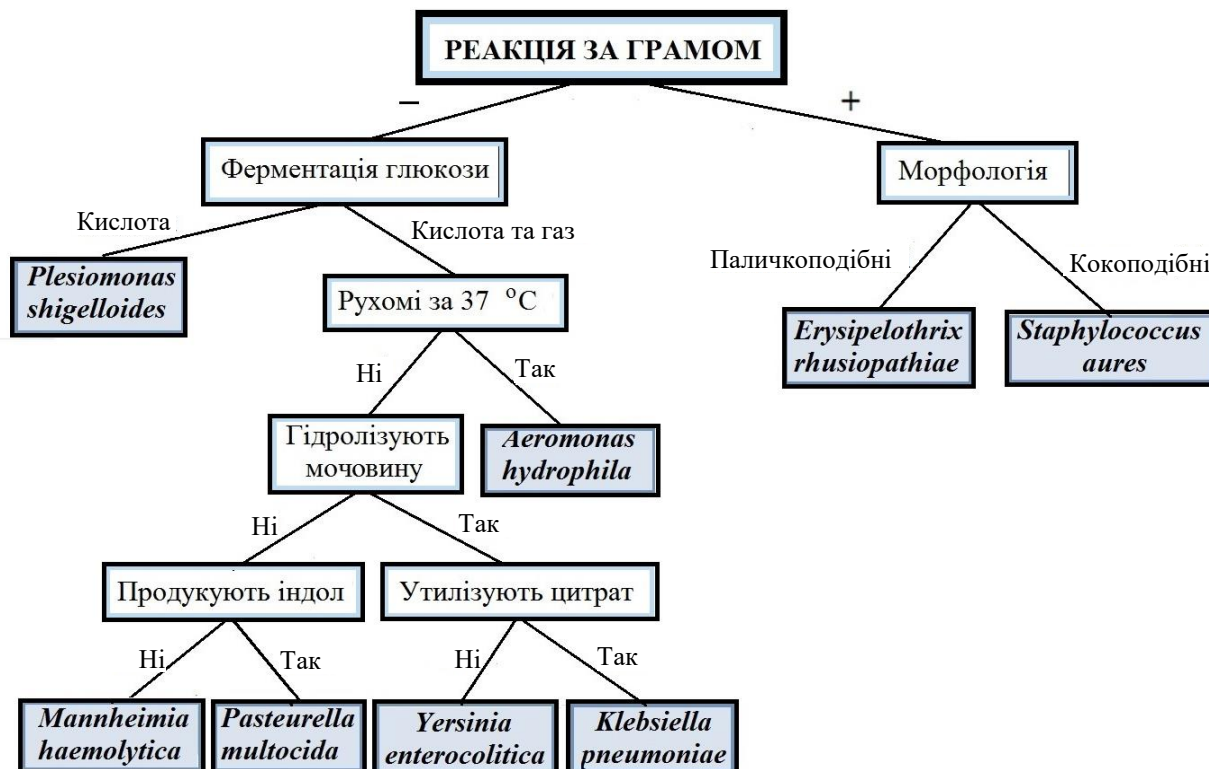 РЕАКЦІЯ ЗА ГРАМОМ
–
+
Ферментація глюкози
Морфологія
Кислота
Кислота та газ
Паличкоподібні
Кокоподібні
Plesiomonas
shigelloides
Рухомі за 37 °С
Erysipelothrix
rhusiopathiae
Staphylococcus
aures
Ні
Так
Гідролізують
мочовину
Aeromonas
hydrophila
Ні
Так
Продукують індол
Утилізують цитрат
Ні
Так
Ні
Так
Mannheimia
haemolytica
Pasteurella
multocida
Yersinia
enterocolitica
Klebsiella
pneumoniae